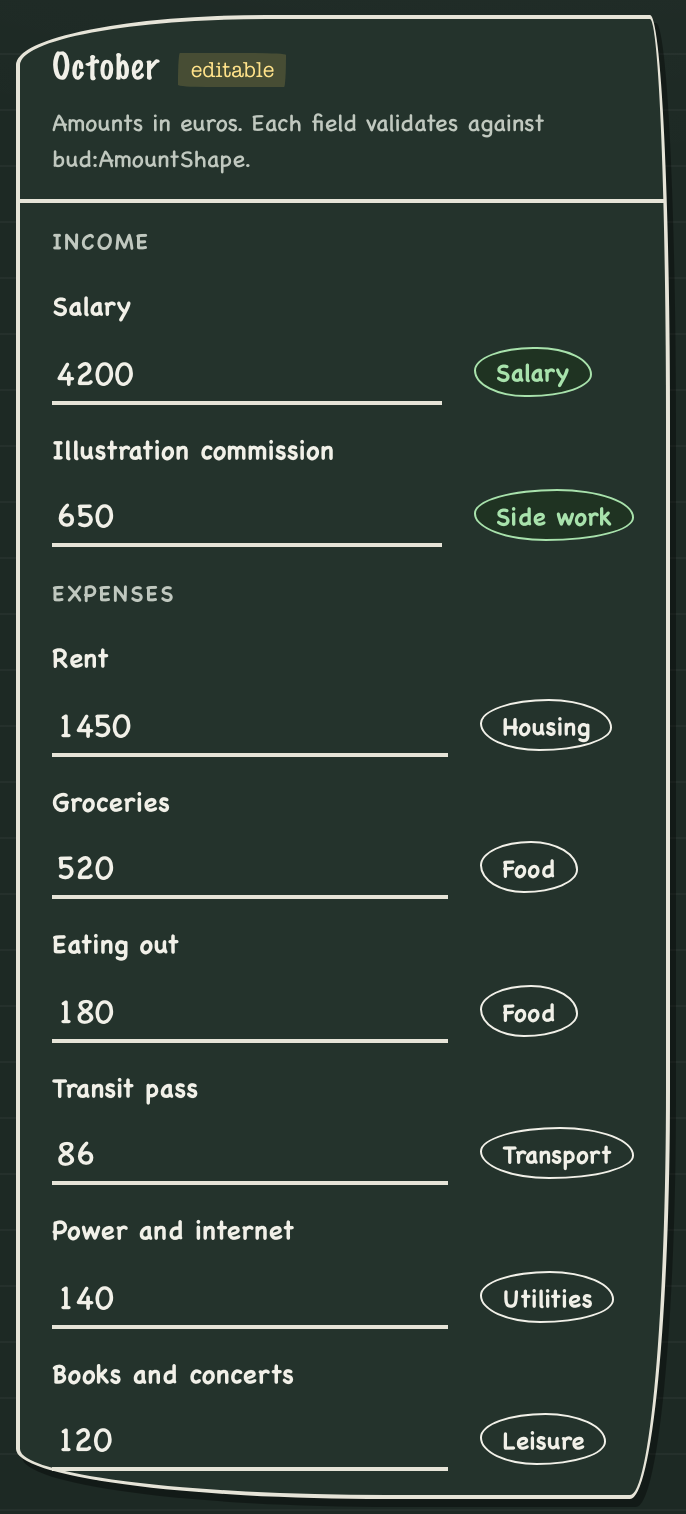 October editable
Amounts in euros. Each field validates against
bud:AmountShape.
INCOME
Salary
4200 Salary
Illustration commission
650 Side work
EXPENSES
Rent
1450 Housing
Groceries
520 Food
Eating out
180 Food
Transit pass
86 Transport
Power and internet
140 Utilities
Books and concerts
120 Leisure